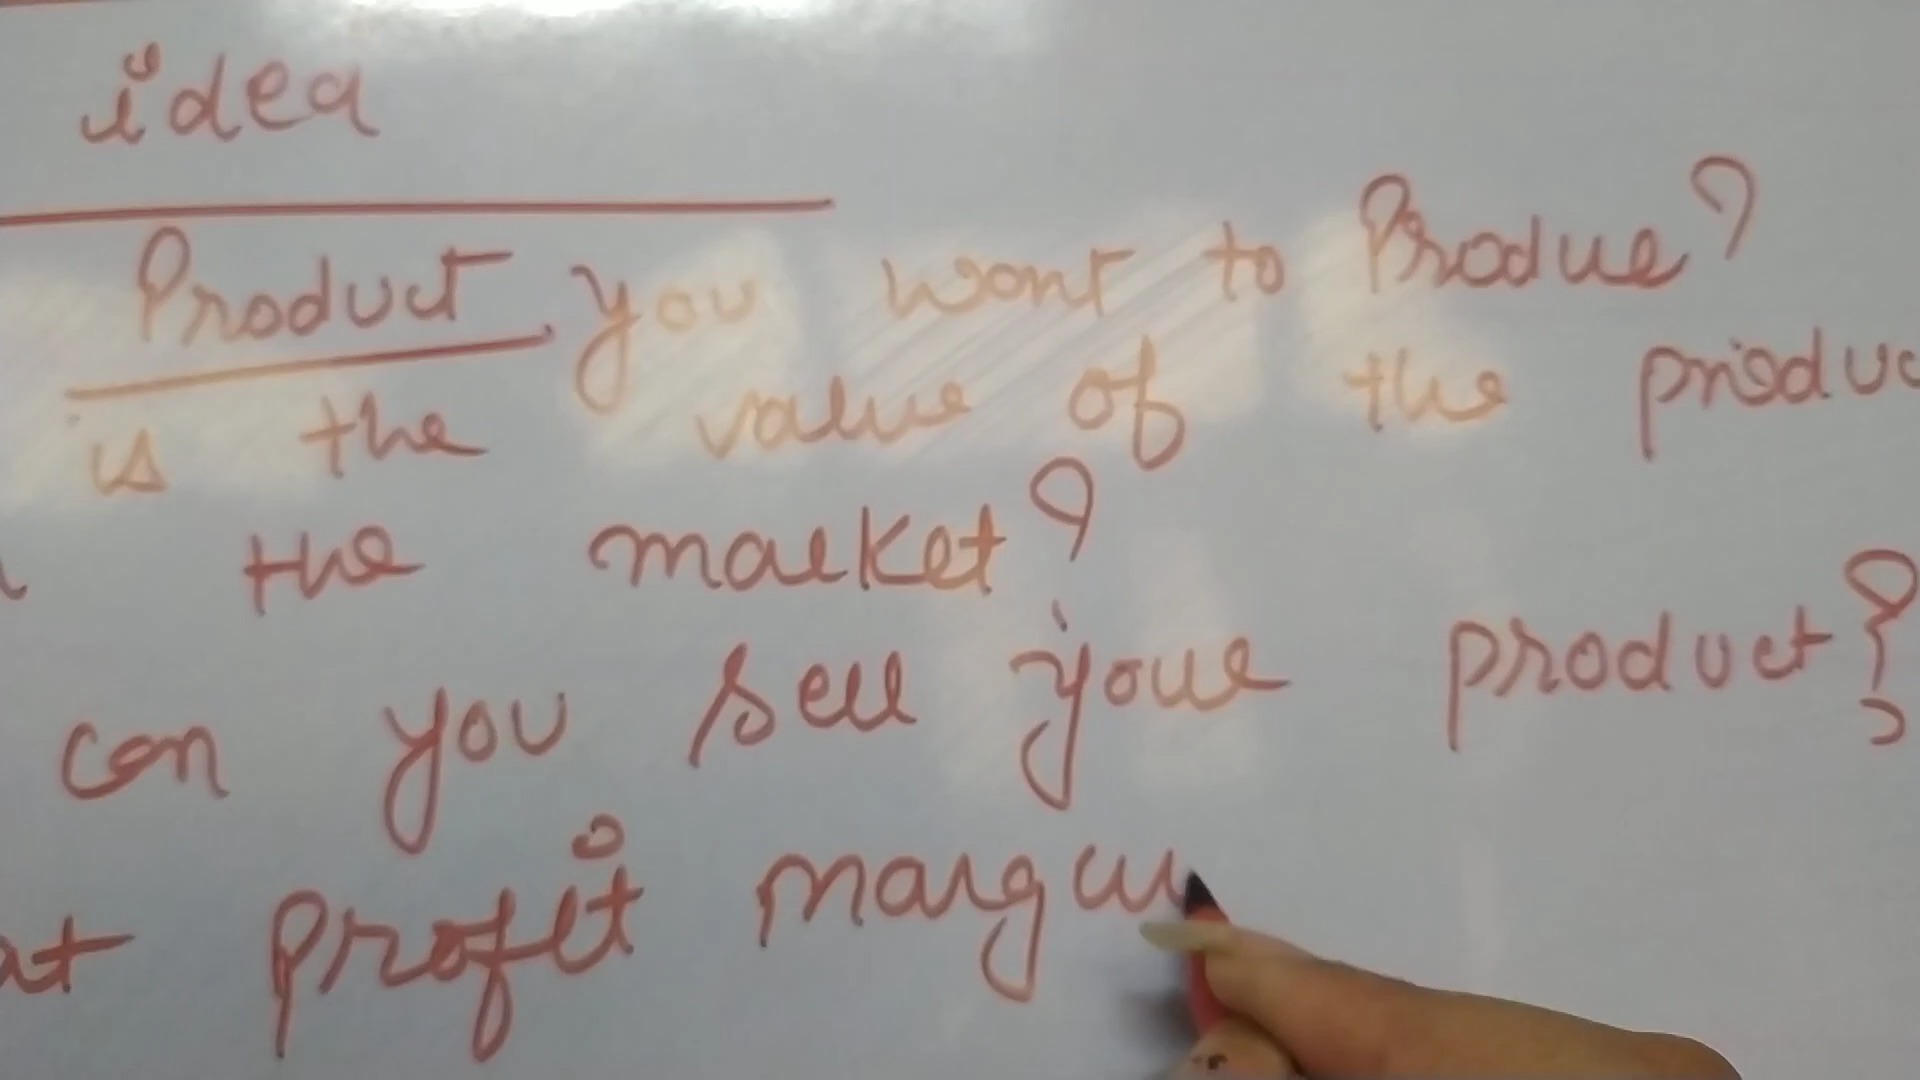 idea
Product you want to Produe?
is the value of the produc
the market?
can you sell your product?
at profit margin